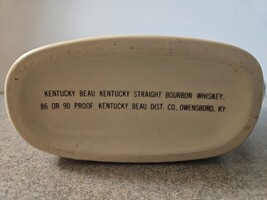 KENTUCKY BEAU KENTUCKY STRAIGHT BOURBON WHISKEY.
86 OR 90 PROOF. KENTUCKY BEAU DIST. CO. OWENSBORO, KY